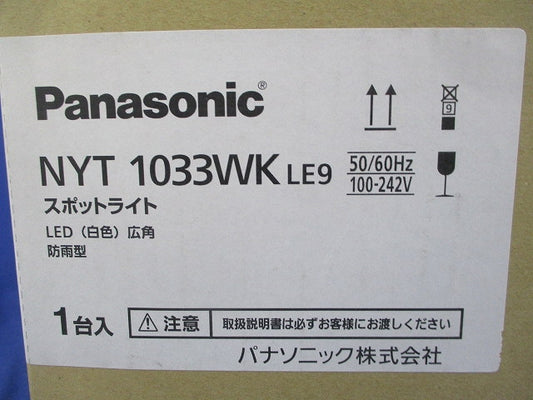 Panasonic®
9
NYT 1033WK LE9
50/60Hz
100-242V
スポットライト
LED（白色）広角
防雨型
1台入
注意 取扱説明書は必ずお客様にお渡しください
パナソニック株式会社